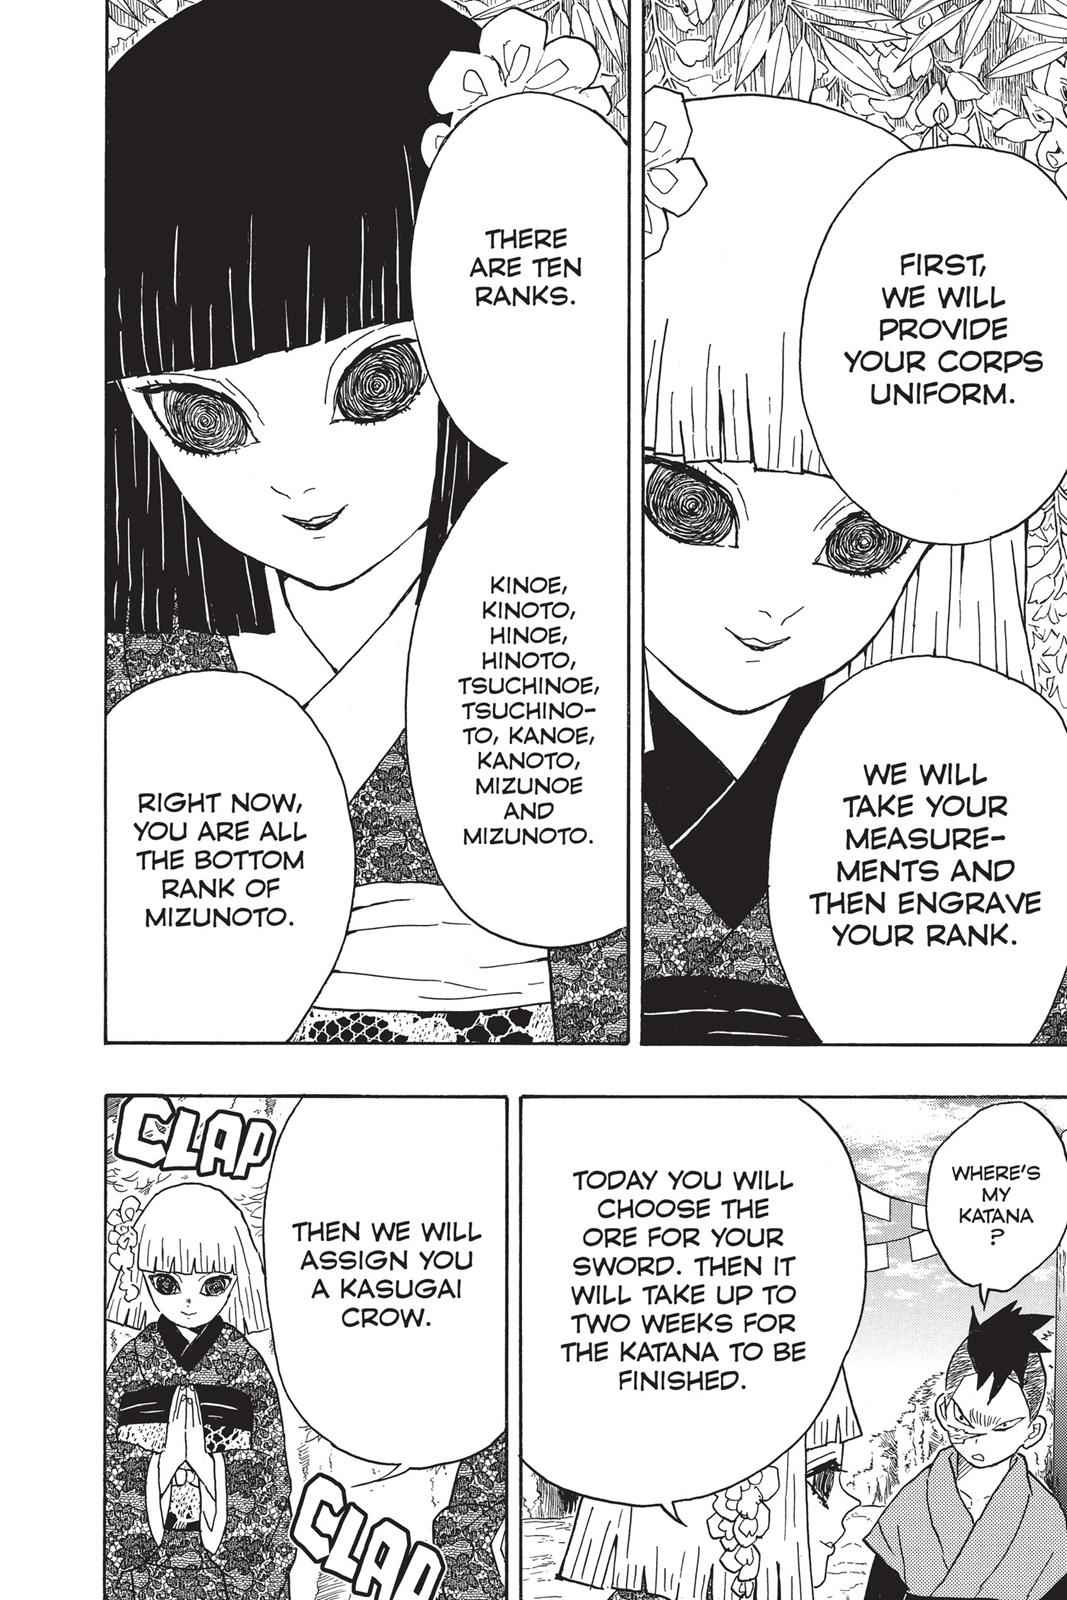 FIRST,
WE WILL
PROVIDE
YOUR CORPS
UNIFORM.
WE WILL
TAKE YOUR
MEASURE-
MENTS AND
THEN ENGRAVE
YOUR RANK.
THERE
ARE TEN
RANKS.
KINOE,
KINOTO,
HINOE,
HINOTO,
TSUCHINOE,
TSUCHINO-
TO, KANOE,
KANOTO,
MIZUNOE
AND
MIZUNOTO.
RIGHT NOW,
YOU ARE ALL
THE BOTTOM
RANK OF
MIZUNOTO.
WHERE'S
MY
KATANA
?
TODAY YOU WILL
CHOOSE THE
ORE FOR YOUR
SWORD. THEN IT
WILL TAKE UP TO
TWO WEEKS FOR
THE KATANA TO BE
FINISHED.
THEN WE WILL
ASSIGN YOU
A KASUGAI
CROW.
CLAP
CLAP